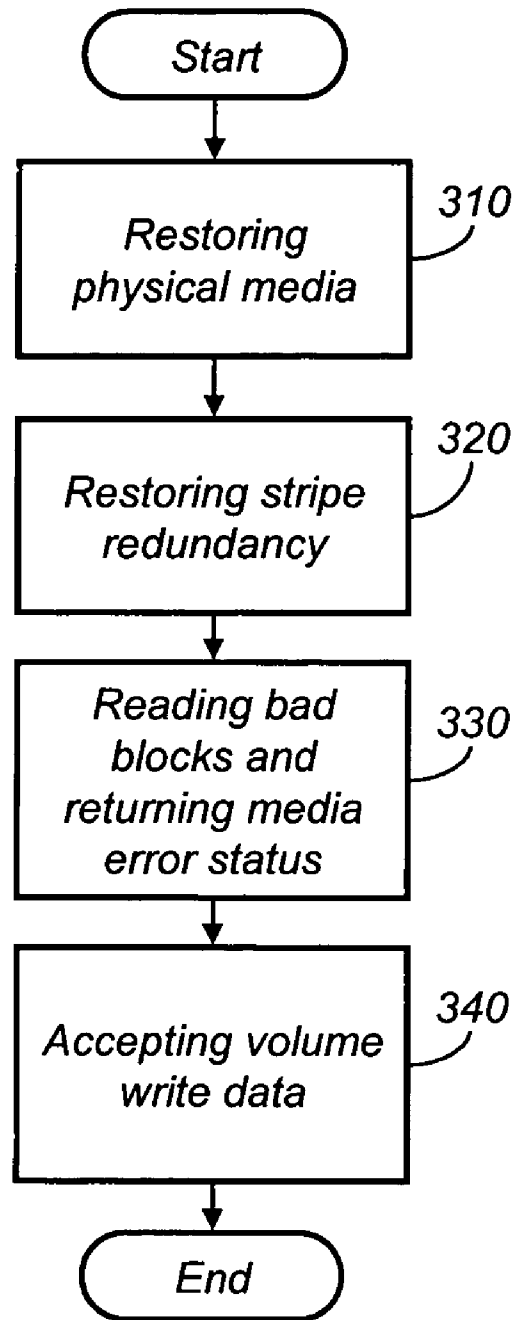 Start
310
Restoring
physical media
320
Restoring stripe
redundancy
330
Reading bad
blocks and
returning media
error status
340
Accepting volume
write data
End